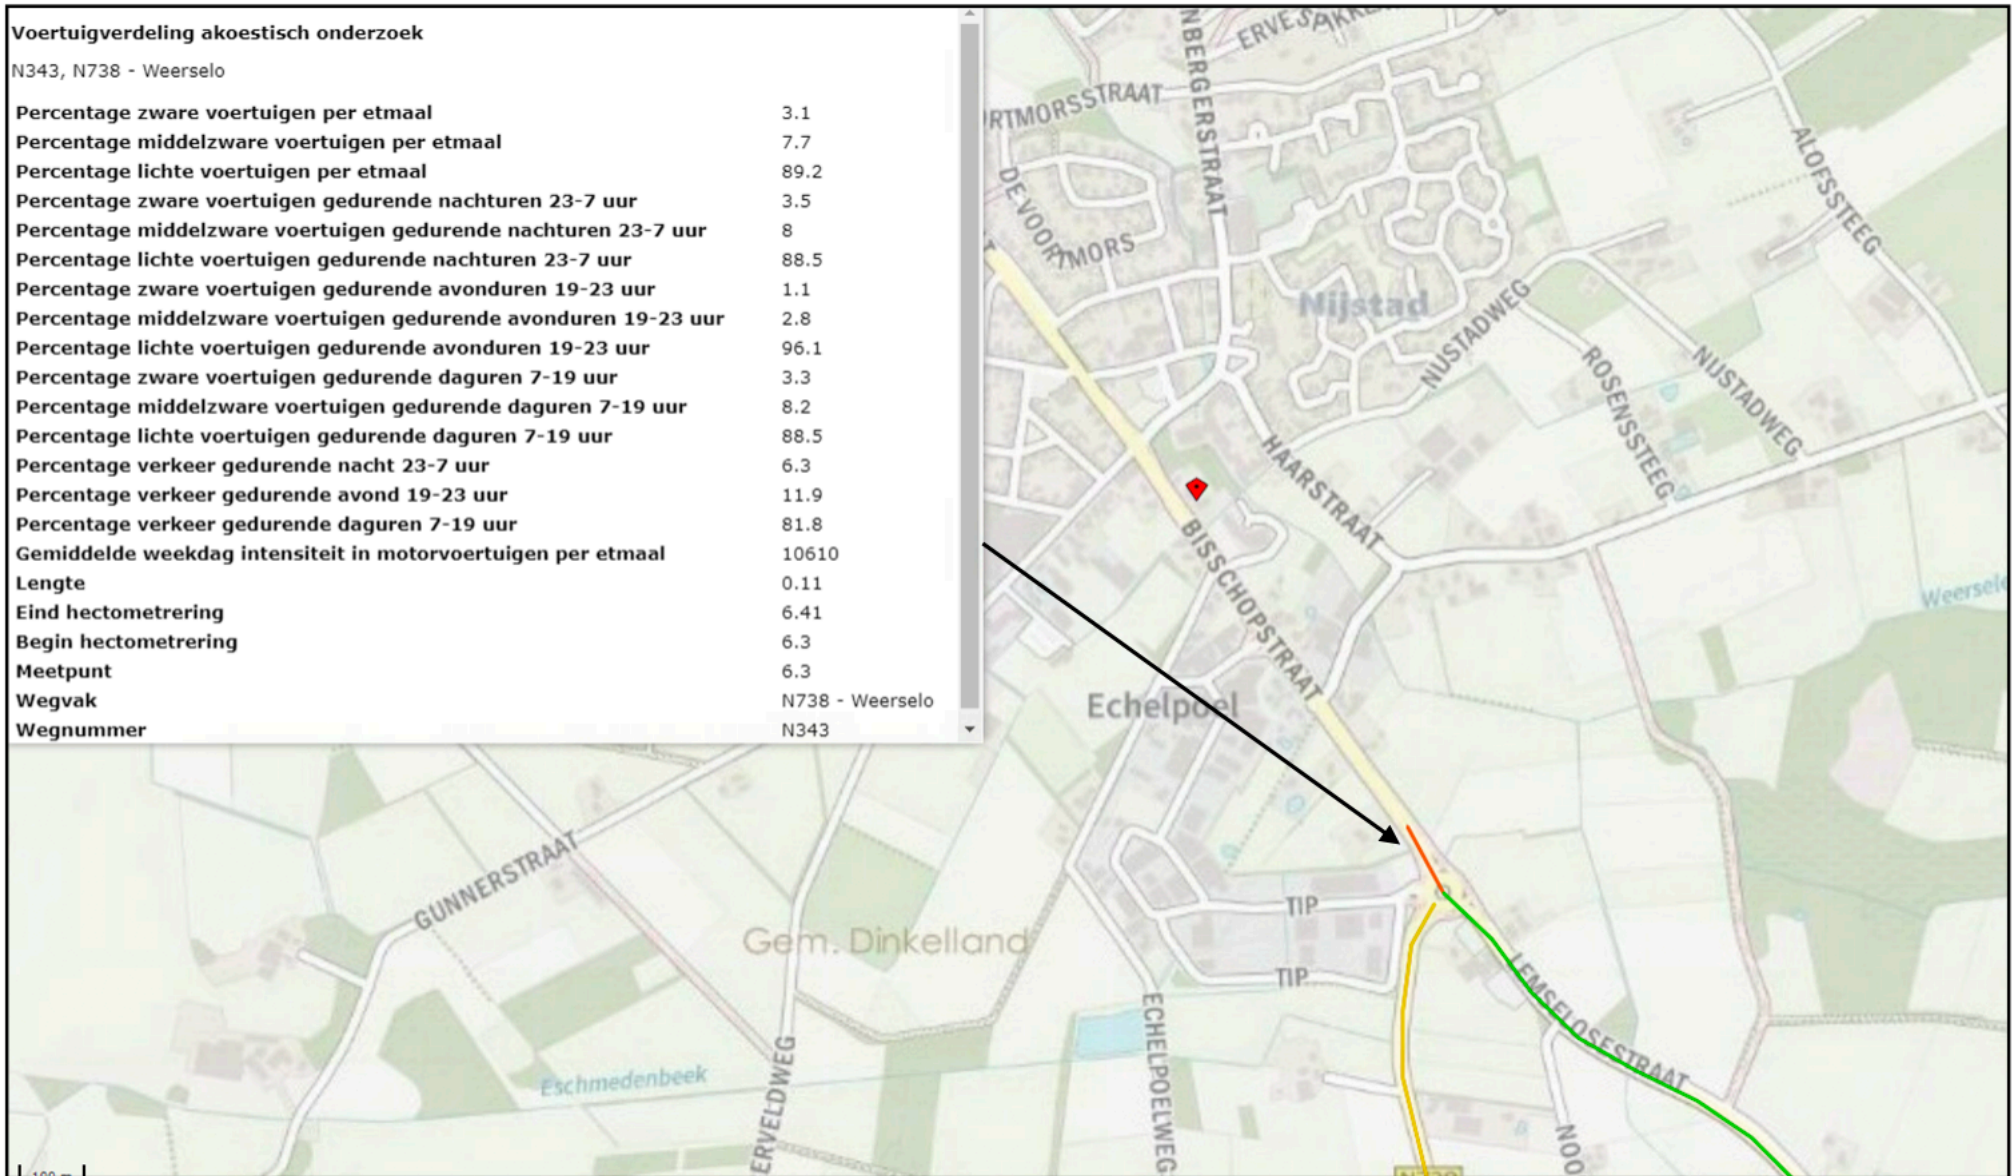 Voertuigverdeling akoestisch onderzoek
N343, N738 - Weerselo
Percentage zware voertuigen per etmaal 3.1
Percentage middelzware voertuigen per etmaal 7.7
Percentage lichte voertuigen per etmaal 89.2
Percentage zware voertuigen gedurende nachturen 23-7 uur 3.5
Percentage middelzware voertuigen gedurende nachturen 23-7 uur 8
Percentage lichte voertuigen gedurende nachturen 23-7 uur 88.5
Percentage zware voertuigen gedurende avonduren 19-23 uur 1.1
Percentage middelzware voertuigen gedurende avonduren 19-23 uur 2.8
Percentage lichte voertuigen gedurende avonduren 19-23 uur 96.1
Percentage zware voertuigen gedurende daguren 7-19 uur 3.3
Percentage middelzware voertuigen gedurende daguren 7-19 uur 8.2
Percentage lichte voertuigen gedurende daguren 7-19 uur 88.5
Percentage verkeer gedurende nacht 23-7 uur 6.3
Percentage verkeer gedurende avond 19-23 uur 11.9
Percentage verkeer gedurende daguren 7-19 uur 81.8
Gemiddelde weekdag intensiteit in motorvoertuigen per etmaal 10610
Lengte 0.11
Eind hectometrering 6.41
Begin hectometrering 6.3
Meetpunt 6.3
Wegvak N738 - Weerselo
Wegnummer N343
NBERGERSTRAAT
RTMORSSTRAAT
DE VOORTMORS
ALOFSSTEEG
Nijstad
NIJSTADWEG
ROSENSSTEEG
NIJSTADWEG
HAARSTRAAT
BISSCHOPSTRAAT
Weersel
Echelpoel
GUNNERSTRAAT
TIP
Gem. Dinkelland
TIP
LEMSELOSESTRAAT
ECHELPOELWEG
ERVELDWEG
Eschmedenbeek
NOO